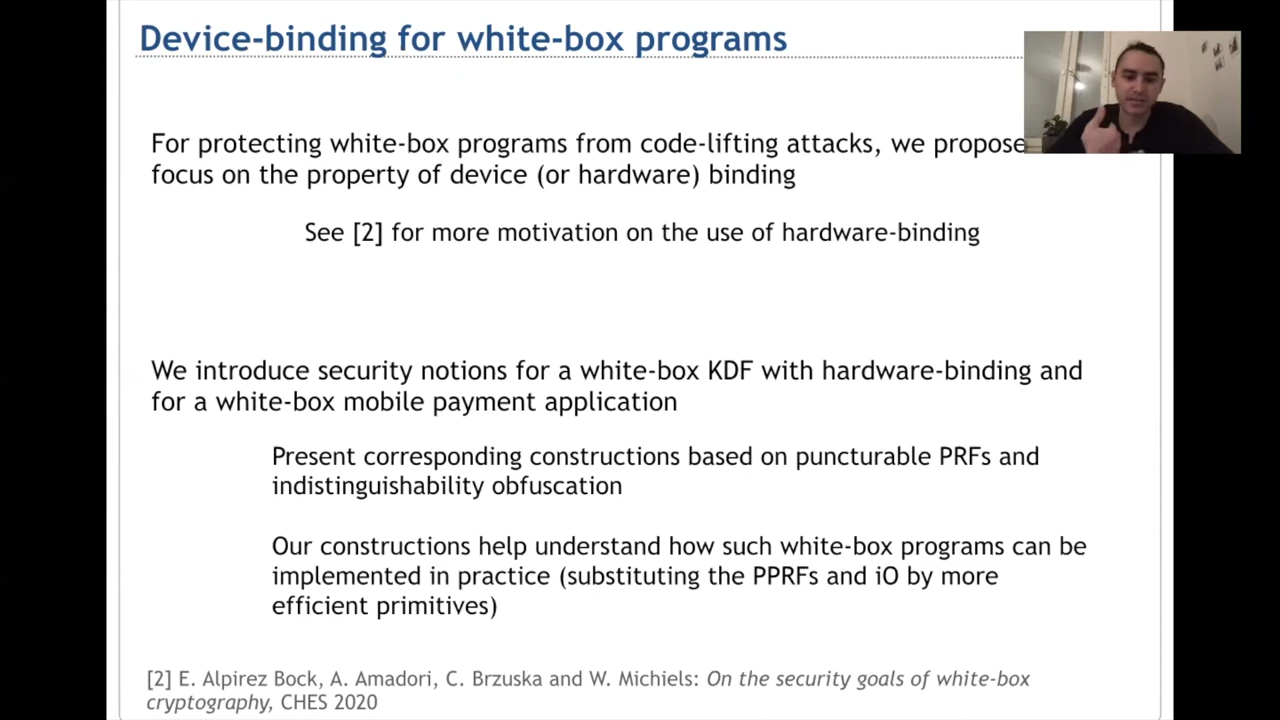 Device-binding for white-box programs
For protecting white-box programs from code-lifting attacks, we propose
focus on the property of device (or hardware) binding
See [2] for more motivation on the use of hardware-binding
We introduce security notions for a white-box KDF with hardware-binding and
for a white-box mobile payment application
Present corresponding constructions based on puncturable PRFs and
indistinguishability obfuscation
Our constructions help understand how such white-box programs can be
implemented in practice (substituting the PPRFs and iO by more
efficient primitives)
[2] E. Alpirez Bock, A. Amadori, C. Brzuska and W. Michiels: On the security goals of white-box
cryptography, CHES 2020